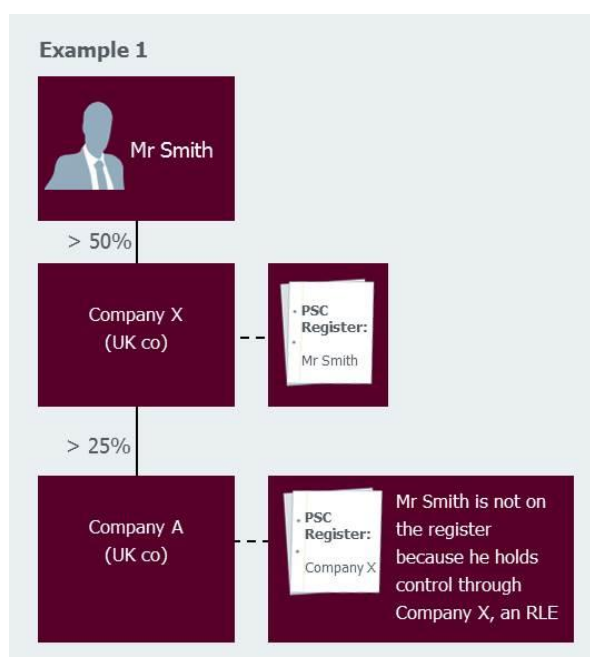 Example 1
Mr Smith
> 50%
Company X
(UK co)
• PSC
Register:
•
Mr Smith
> 25%
Company A
(UK co)
• PSC
Register:
•
Company X
Mr Smith is not on
the register
because he holds
control through
Company X, an RLE